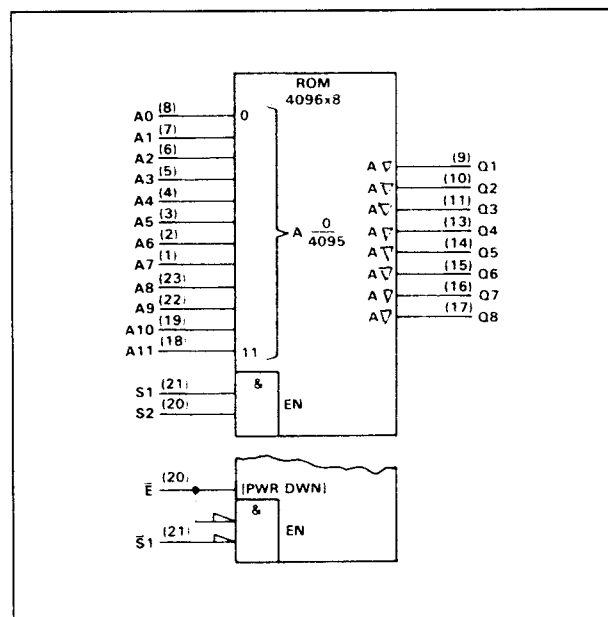 ROM
4096x8
A0 (8) 0
A1 (7)
A2 (6)
A3 (5)
A4 (4)
A5 (3)
A6 (2)
A7 (1)
A8 (23)
A9 (22)
A10 (19)
A11 (18) 11
A 0
4095
A (9) Q1
A (10) Q2
A (11) Q3
A (13) Q4
A (14) Q5
A (15) Q6
A (16) Q7
A (17) Q8
&
S1 (21) EN
S2 (20)
E̅ (20) [PWR DWN]
&
EN
S̅1 (21)